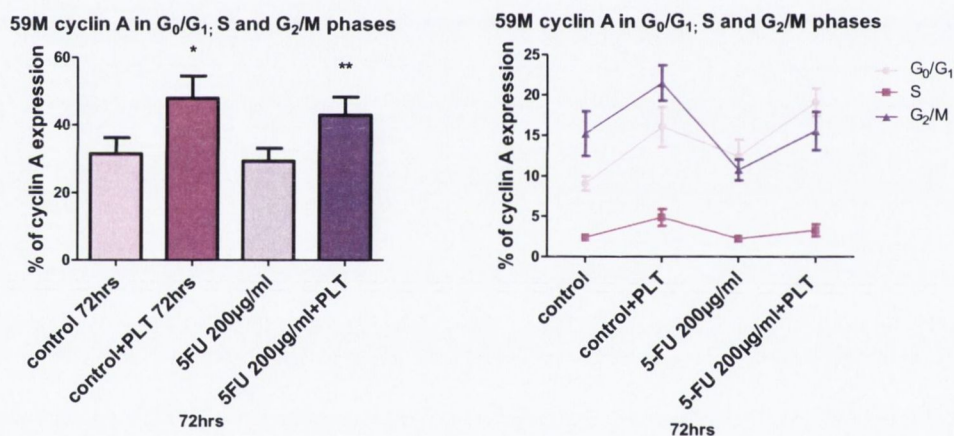 59M cyclin A in G₀/G₁; S and G₂/M phases
% of cyclin A expression
60
40
20
0
*
**
control 72hrs
control+PLT 72hrs
5FU 200µg/ml
5FU 200µg/ml+PLT
72hrs
59M cyclin A in G₀/G₁; S and G₂/M phases
% of cyclin A expression
25
20
15
10
5
0
control
control+PLT
5-FU 200µg/ml
5-FU 200µg/ml+PLT
72hrs
G₀/G₁
S
G₂/M